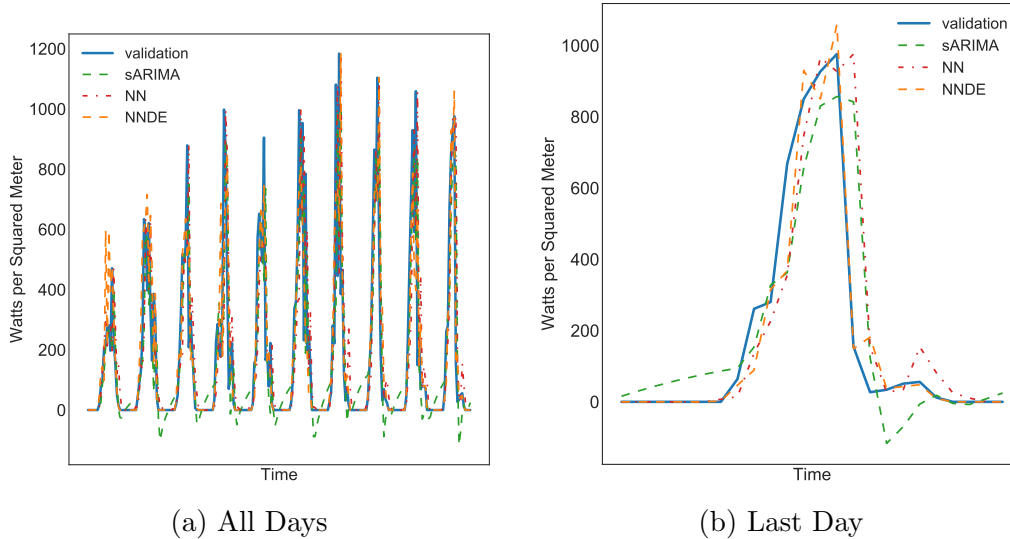 1200
1000
800
600
400
200
0
Watts per Squared Meter
Time
validation
sARIMA
NN
NNDE
(a) All Days
1000
800
600
400
200
0
Watts per Squared Meter
Time
validation
sARIMA
NN
NNDE
(b) Last Day